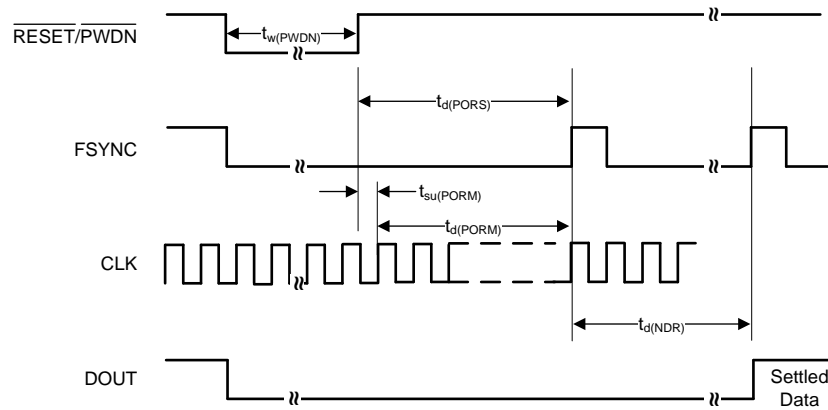 RESET/PWDN
tw(PWDN)
td(PORS)
FSYNC
tsu(PORM)
td(PORM)
CLK
td(NDR)
DOUT
Settled
Data